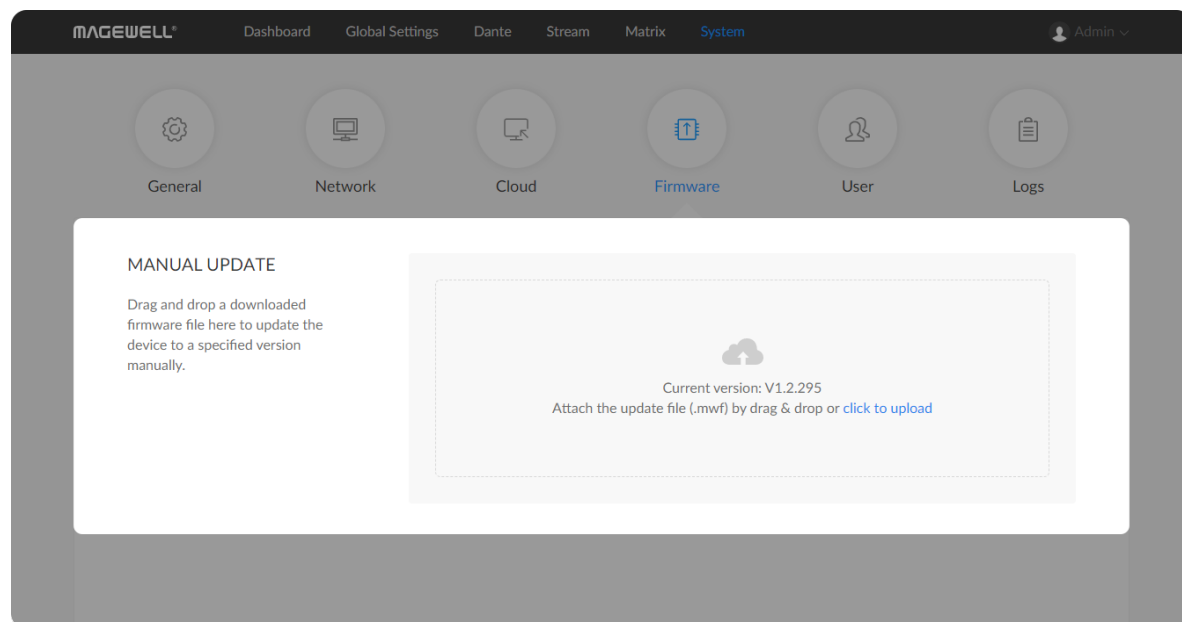 MAGEWELL®
Dashboard Global Settings Dante Stream Matrix System Admin
General Network Cloud Firmware User Logs
MANUAL UPDATE
Drag and drop a downloaded
firmware file here to update the
device to a specified version
manually.
Current version: V1.2.295
Attach the update file (.mwf) by drag & drop or click to upload